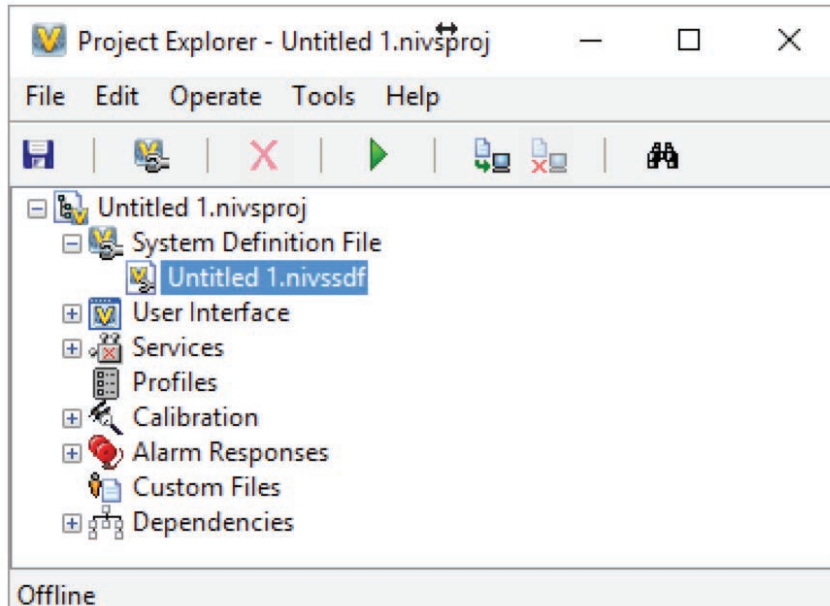 Project Explorer - Untitled 1.nivsproj
File Edit Operate Tools Help
Untitled 1.nivsproj
System Definition File
Untitled 1.nivssdf
User Interface
Services
Profiles
Calibration
Alarm Responses
Custom Files
Dependencies
Offline